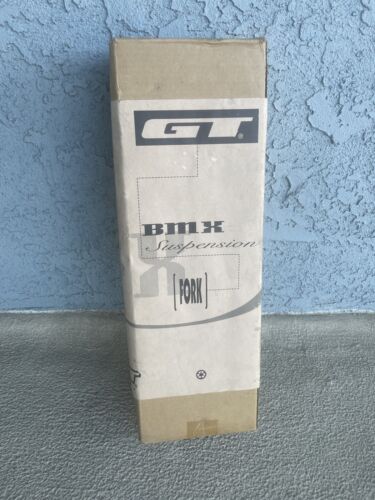 GT®
BMX
Suspension
X
[FORK]